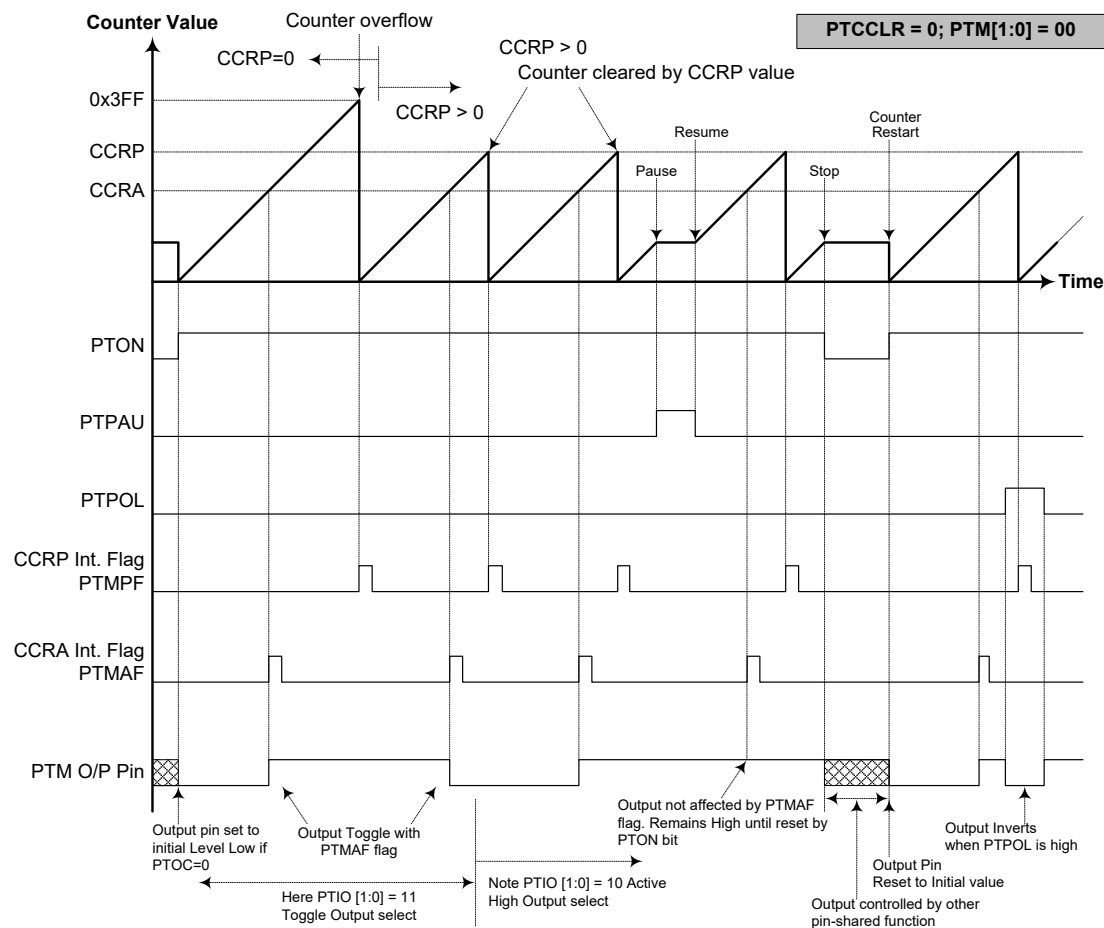 Counter Value
Counter overflow
PTCCLR = 0; PTM[1:0] = 00
CCRP=0
CCRP > 0
CCRP > 0
Counter cleared by CCRP value
0x3FF
CCRP
CCRA
Pause
Resume
Stop
Counter
Restart
Time
PTON
PTPAU
PTPOL
CCRP Int. Flag
PTMPF
CCRA Int. Flag
PTMAF
PTM O/P Pin
Output pin set to
initial Level Low if
PTOC=0
Output Toggle with
PTMAF flag
Output not affected by PTMAF
flag. Remains High until reset by
PTON bit
Output Inverts
when PTPOL is high
Output Pin
Reset to Initial value
Here PTIO [1:0] = 11
Toggle Output select
Note PTIO [1:0] = 10 Active
High Output select
Output controlled by other
pin-shared function